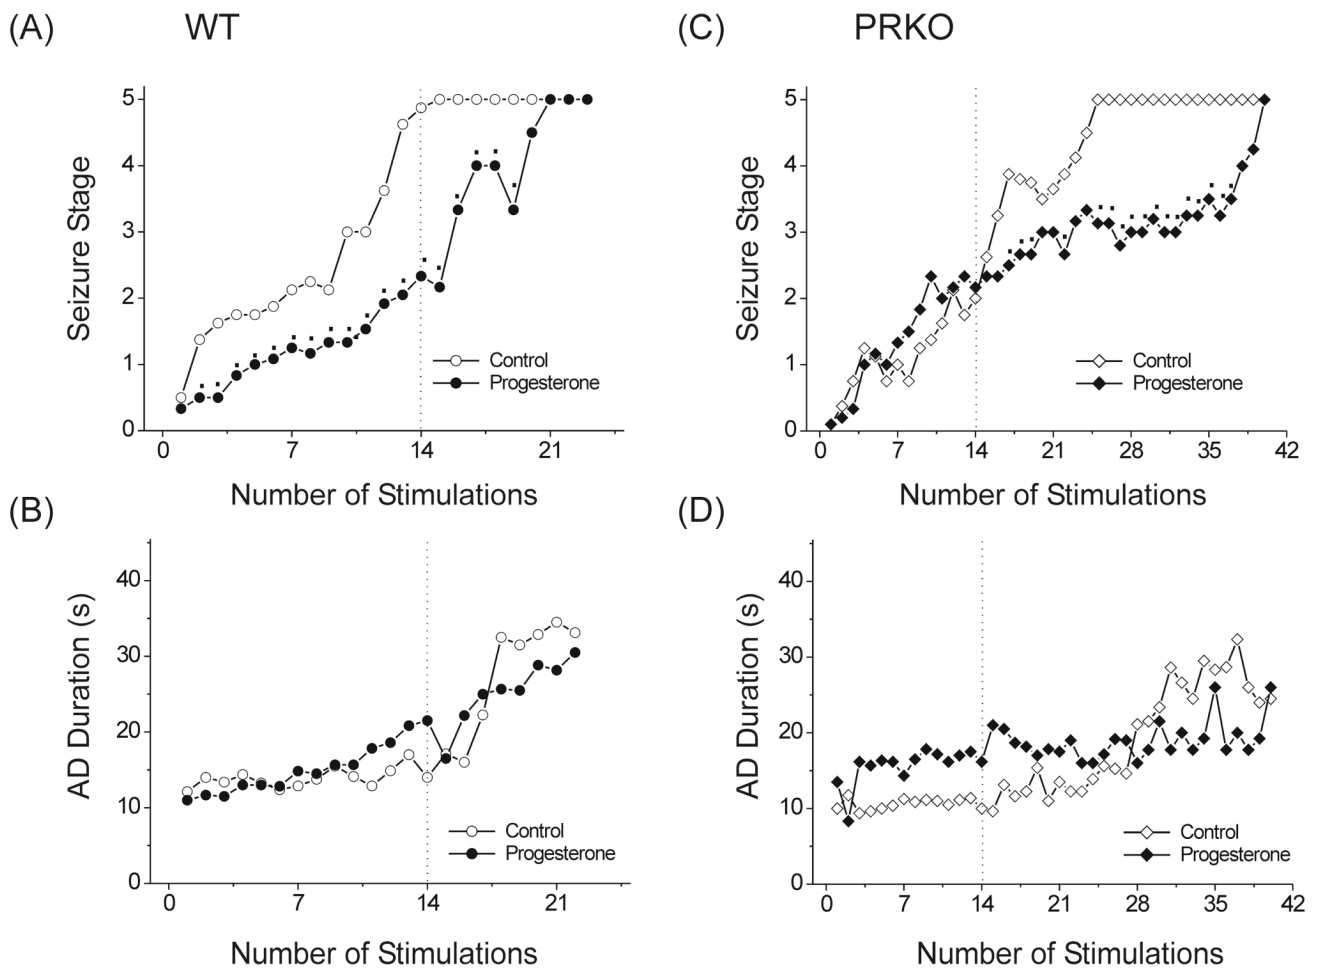 (A) WT
Seizure Stage
5
4
3
2
1
0
Control
Progesterone
0 7 14 21
Number of Stimulations
(C) PRKO
Seizure Stage
5
4
3
2
1
0
Control
Progesterone
0 7 14 21 28 35 42
Number of Stimulations
(B)
AD Duration (s)
40
30
20
10
0
Control
Progesterone
0 7 14 21
Number of Stimulations
(D)
AD Duration (s)
40
30
20
10
0
Control
Progesterone
0 7 14 21 28 35 42
Number of Stimulations